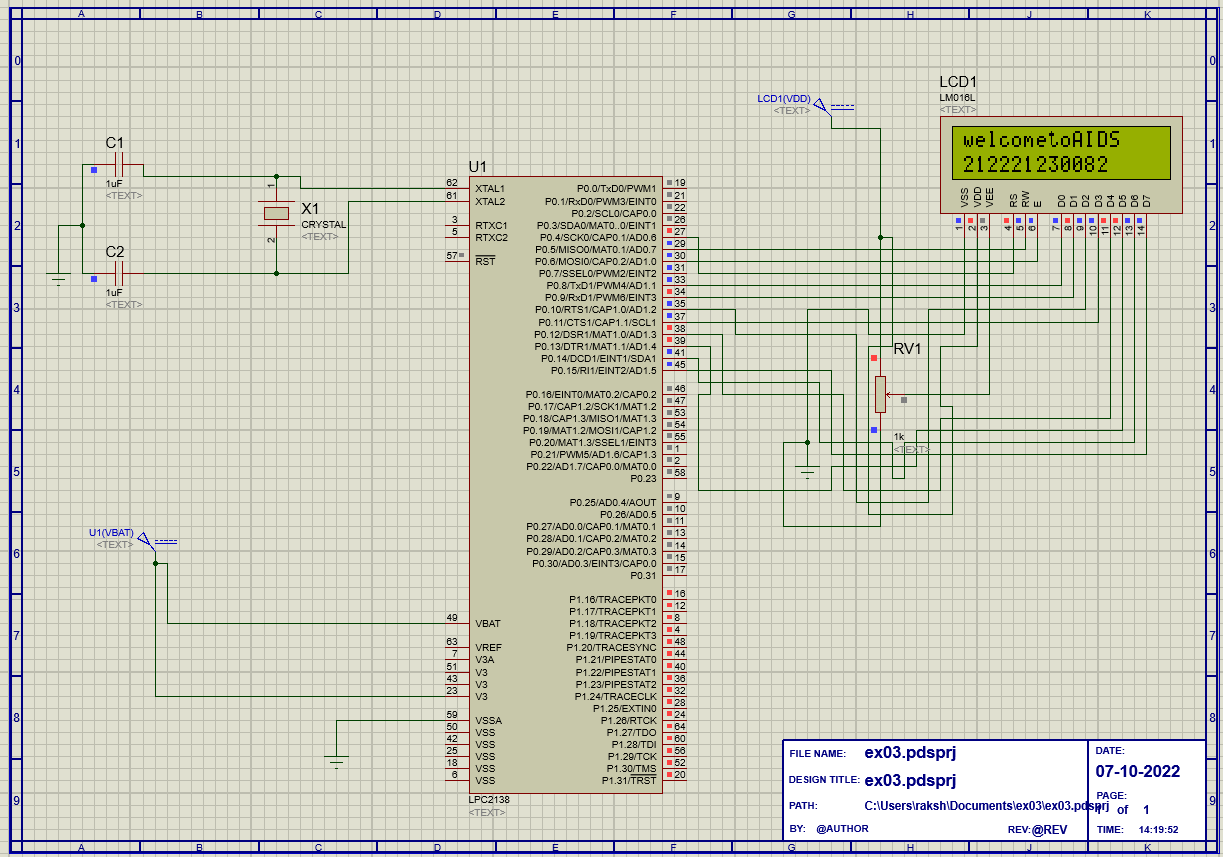 A B C D E F G H J K
0 0
1 1
2 2
3 3
4 4
5 5
6 6
7 7
8 8
9 9
LCD1
LM016L
<TEXT>
LCD1(VDD)
<TEXT>
welcometoAIDS
212221230082
VSS VDD VEE RS RW E D0 D1 D2 D3 D4 D5 D6 D7
1 2 3 4 5 6 7 8 9 10 11 12 13 14
C1
1uF
<TEXT>
X1
CRYSTAL
<TEXT>
1
2
C2
1uF
<TEXT>
RV1
1k
<TEXT>
U1(VBAT)
<TEXT>
U1
62 XTAL1
61 XTAL2
3 RTXC1
5 RTXC2
57 RST
49 VBAT
63 VREF
7 V3A
51 V3
43 V3
23 V3
59 VSSA
50 VSS
42 VSS
25 VSS
18 VSS
6 VSS
P0.0/TxD0/PWM1 19
P0.1/RxD0/PWM3/EINT0 21
P0.2/SCL0/CAP0.0 22
P0.3/SDA0/MAT0..0/EINT1 26
P0.4/SCK0/CAP0.1/AD0.6 27
P0.5/MISO0/MAT0.1/AD0.7 29
P0.6/MOSI0/CAP0.2/AD1.0 30
P0.7/SSEL0/PWM2/EINT2 31
P0.8/TxD1/PWM4/AD1.1 33
P0.9/RxD1/PWM6/EINT3 34
P0.10/RTS1/CAP1.0/AD1.2 35
P0.11/CTS1/CAP1.1/SCL1 37
P0.12/DSR1/MAT1.0/AD1.3 38
P0.13/DTR1/MAT1.1/AD1.4 39
P0.14/DCD1/EINT1/SDA1 41
P0.15/RI1/EINT2/AD1.5 45
P0.16/EINT0/MAT0.2/CAP0.2 46
P0.17/CAP1.2/SCK1/MAT1.2 47
P0.18/CAP1.3/MISO1/MAT1.3 53
P0.19/MAT1.2/MOSI1/CAP1.2 54
P0.20/MAT1.3/SSEL1/EINT3 55
P0.21/PWM5/AD1.6/CAP1.3 1
P0.22/AD1.7/CAP0.0/MAT0.0 2
P0.23 58
P0.25/AD0.4/AOUT 9
P0.26/AD0.5 10
P0.27/AD0.0/CAP0.1/MAT0.1 11
P0.28/AD0.1/CAP0.2/MAT0.2 13
P0.29/AD0.2/CAP0.3/MAT0.3 14
P0.30/AD0.3/EINT3/CAP0.0 15
P0.31 17
P1.16/TRACEPKT0 16
P1.17/TRACEPKT1 12
P1.18/TRACEPKT2 8
P1.19/TRACEPKT3 4
P1.20/TRACESYNC 48
P1.21/PIPESTAT0 44
P1.22/PIPESTAT1 40
P1.23/PIPESTAT2 36
P1.24/TRACECLK 32
P1.25/EXTIN0 28
P1.26/RTCK 24
P1.27/TDO 64
P1.28/TDI 60
P1.29/TCK 56
P1.30/TMS 52
P1.31/TRST 20
LPC2138
<TEXT>
FILE NAME: ex03.pdsprj
DESIGN TITLE: ex03.pdsprj
PATH: C:\Users\raksh\Documents\ex03\ex03.pdsprj
BY: @AUTHOR REV:@REV
DATE:
07-10-2022
PAGE:
1 of 1
TIME: 14:19:52
A B C D E F G H J K